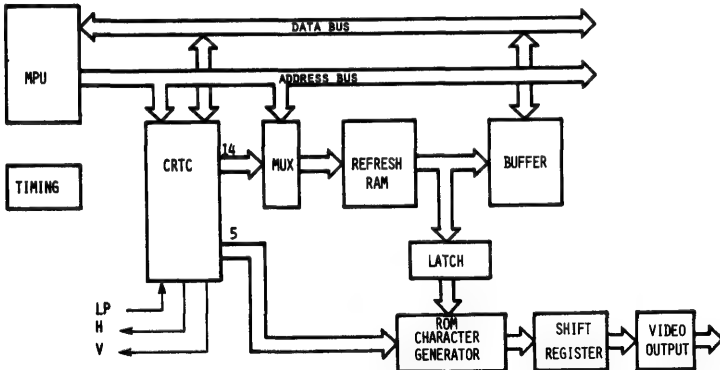 DATA BUS
MPU
ADDRESS BUS
CRTC
14
MUX
REFRESH
RAM
BUFFER
TIMING
5
LATCH
LP
H
V
ROM
CHARACTER
GENERATOR
SHIFT
REGISTER
VIDEO
OUTPUT